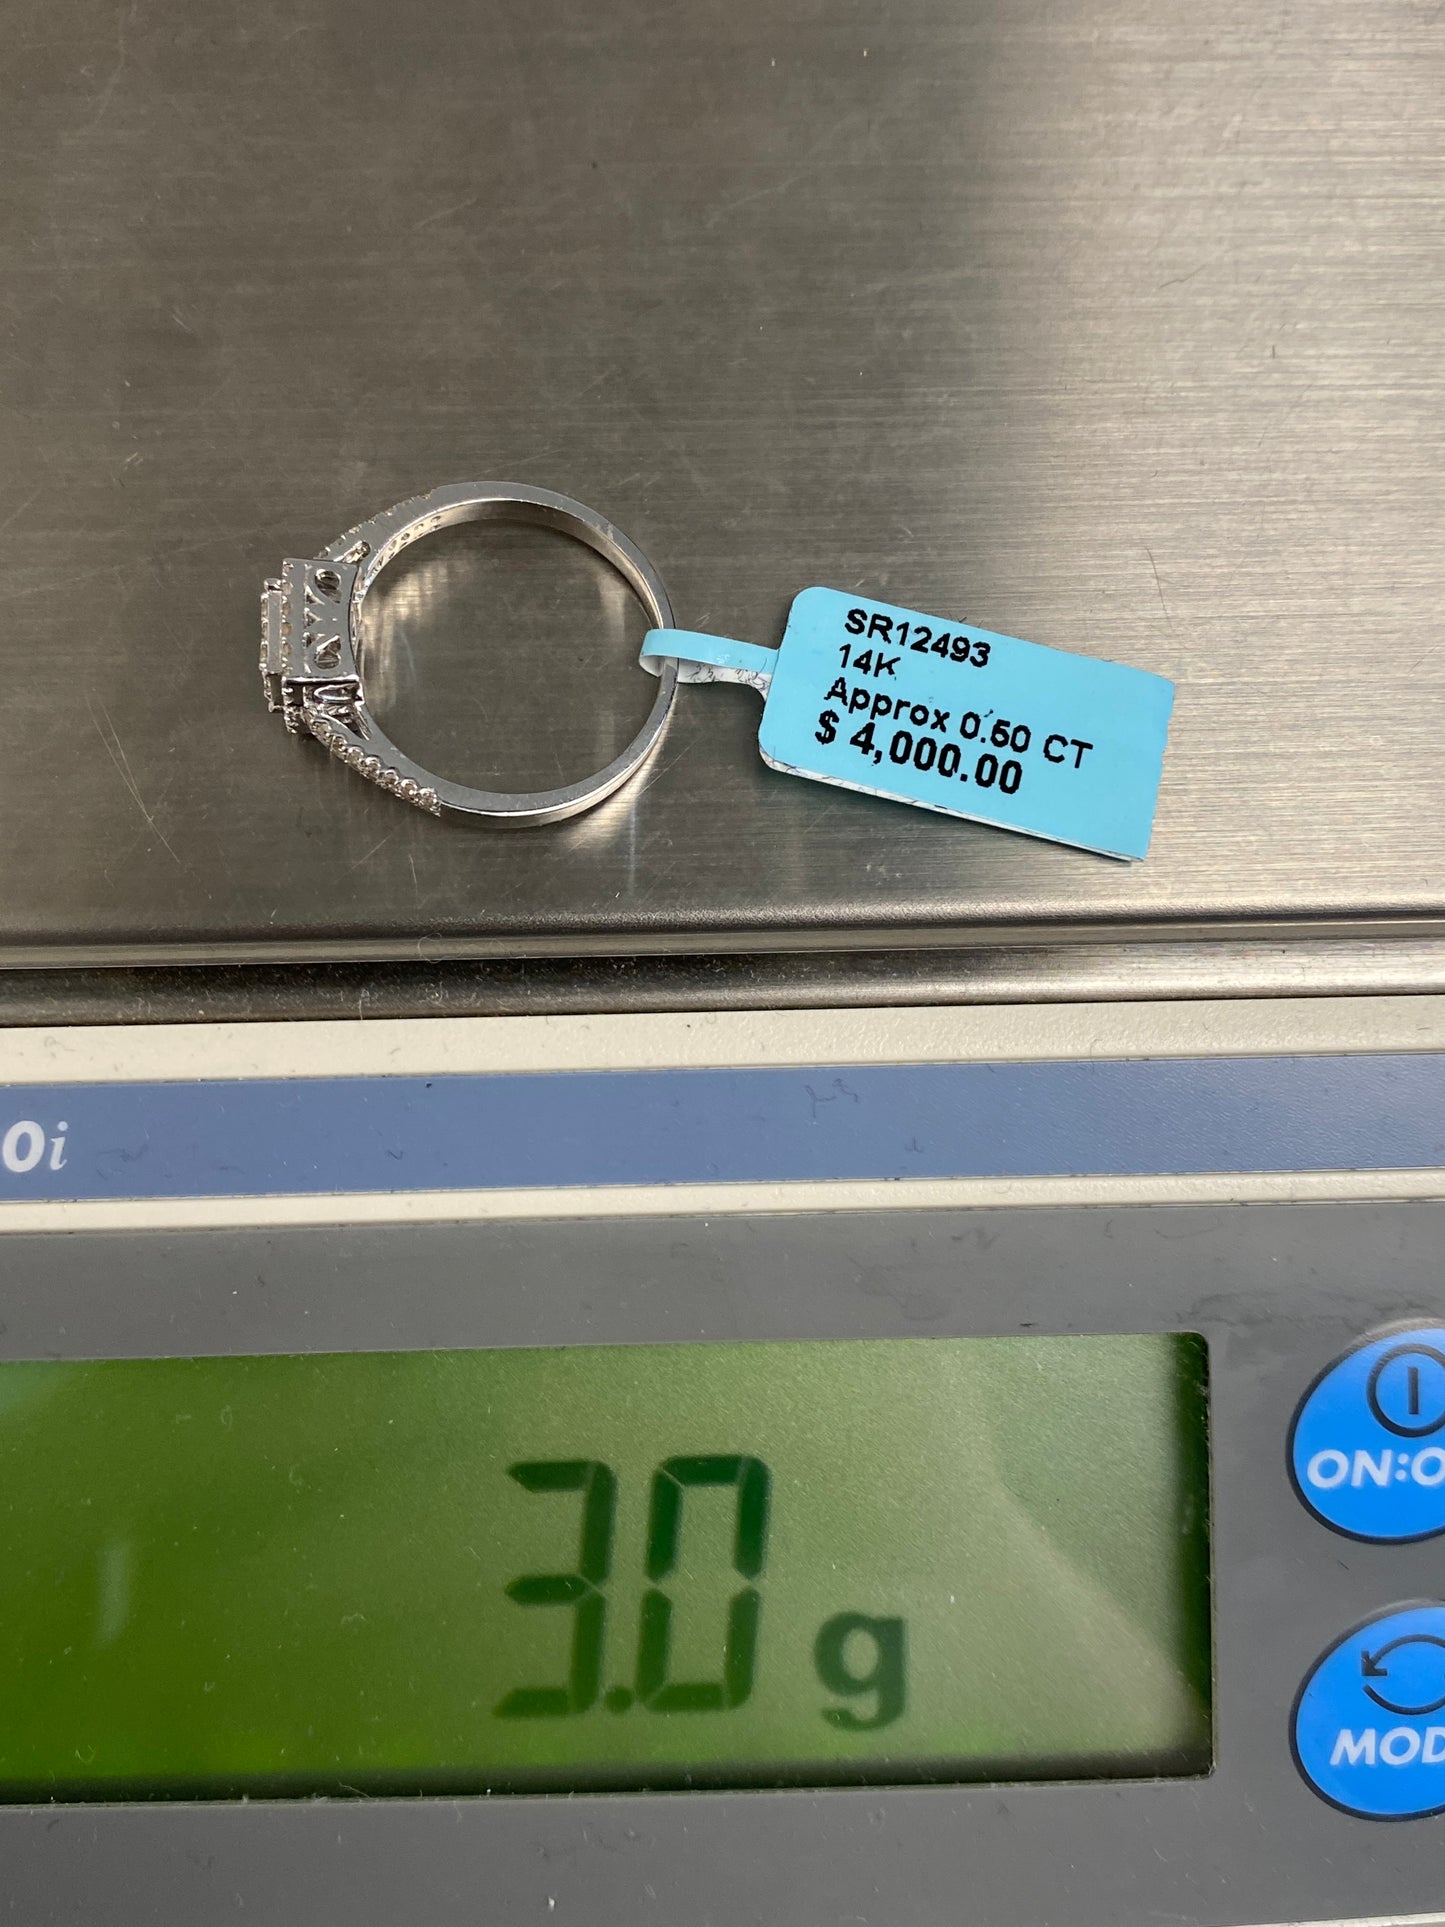 SR12493
14K
Approx 0.50 CT
$ 4,000.00
0i
3.0 g
ON:O
MOD